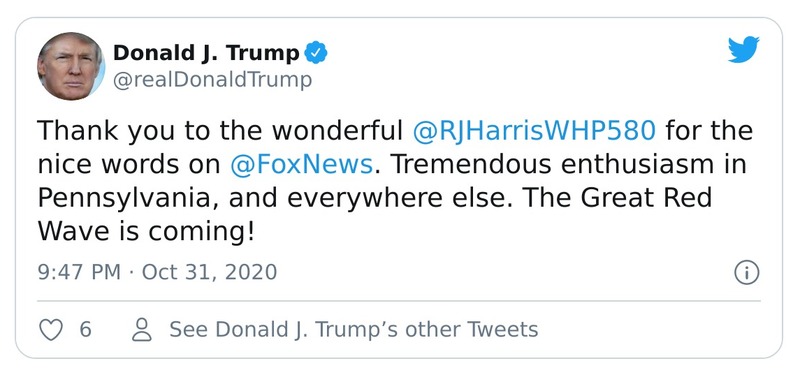 Donald J. Trump
@realDonaldTrump
Thank you to the wonderful @RJHarrisWHP580 for the
nice words on @FoxNews. Tremendous enthusiasm in
Pennsylvania, and everywhere else. The Great Red
Wave is coming!
9:47 PM · Oct 31, 2020
6 See Donald J. Trump’s other Tweets